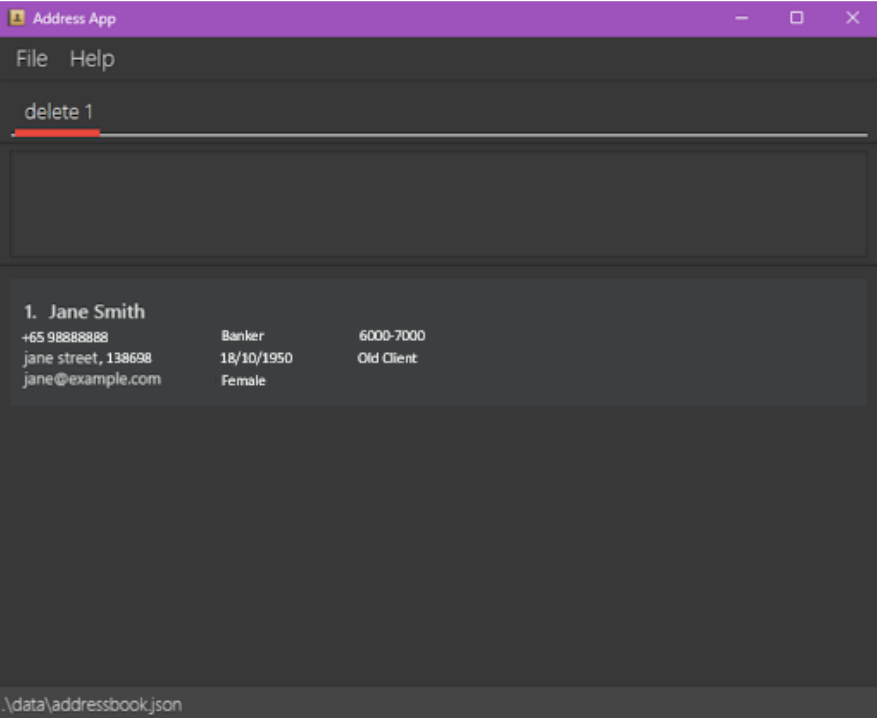 Address App
File Help
delete 1
1. Jane Smith
+65 98888888 Banker 6000-7000
jane street, 138698 18/10/1950 Old Client
jane@example.com Female
.\data\addressbook.json